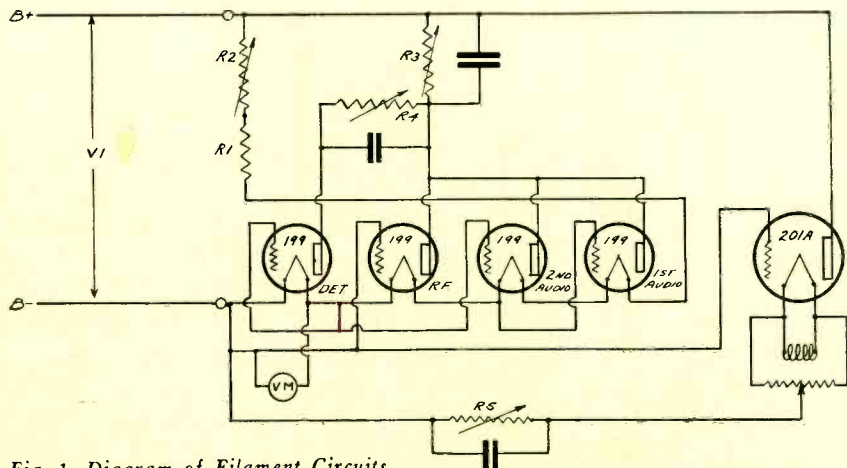 B+
R2
R3
R4
R1
V1
199
199
199
199
201A
DET
RF
2ND AUDIO
1ST AUDIO
B-
VM
R5
Fig. 1. Diagram of Filament Circuits